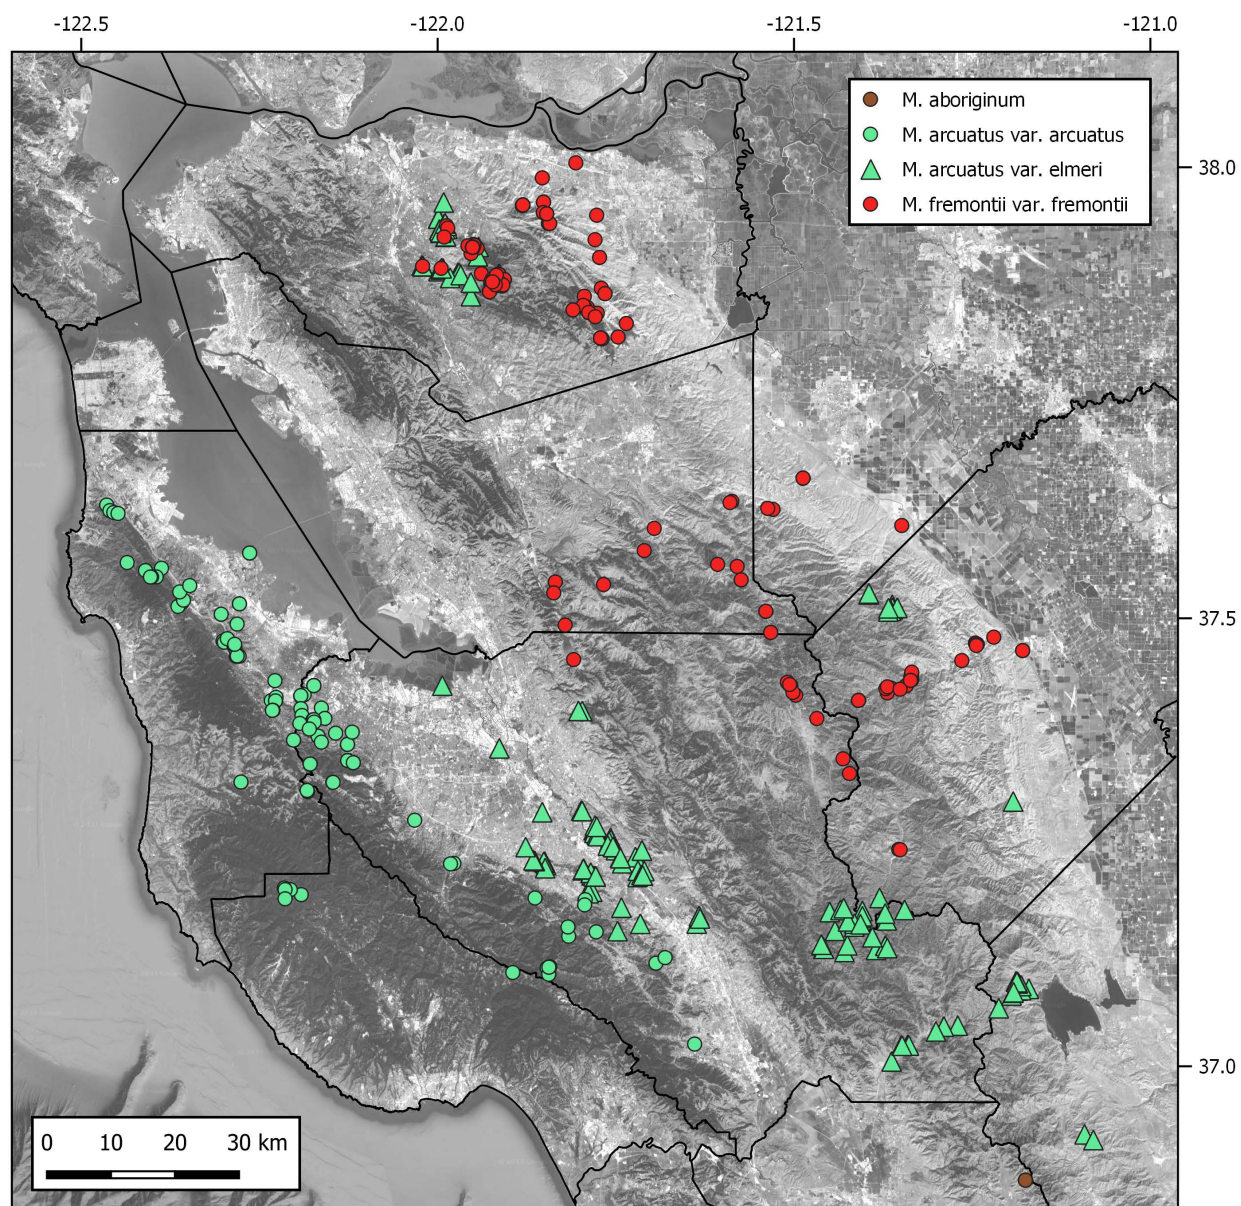 -122.5 -122.0 -121.5 -121.0
M. aboriginum
M. arcuatus var. arcuatus
M. arcuatus var. elmeri
M. fremontii var. fremontii
38.0
37.5
37.0
0 10 20 30 km